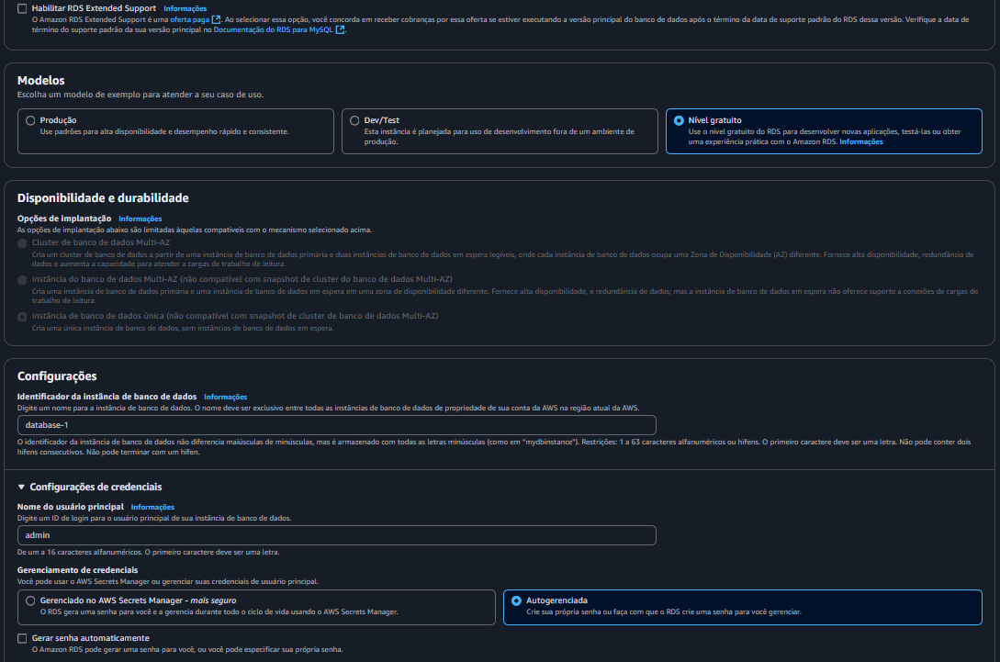 Habilitar RDS Extended Support Informações
O Amazon RDS Extended Support é uma oferta paga. Ao selecionar essa opção, você concorda em receber cobranças por essa oferta se estiver executando a versão principal do banco de dados após o término da data de suporte padrão do RDS dessa versão. Verifique a data de
término do suporte padrão da sua versão principal no Documentação do RDS para MySQL.
Modelos
Escolha um modelo de exemplo para atender a seu caso de uso.
Produção
Use padrões para alta disponibilidade e desempenho rápido e consistente.
Dev/Test
Esta instância é planejada para uso de desenvolvimento fora de um ambiente de
produção.
Nível gratuito
Use o nível gratuito do RDS para desenvolver novas aplicações, testá-las ou obter
uma experiência prática com o Amazon RDS. Informações
Disponibilidade e durabilidade
Opções de implantação Informações
As opções de implantação abaixo são limitadas àquelas compatíveis com o mecanismo selecionado acima.
Cluster de banco de dados Multi-AZ
Cria um cluster de banco de dados a partir de uma instância de banco de dados primária e duas instâncias de banco de dados em espera legíveis, onde cada instância de banco de dados ocupa uma Zona de Disponibilidade (AZ) diferente. Fornece alta disponibilidade, redundância de
dados e aumenta a capacidade para atender a cargas de trabalho de leitura.
Instância do banco de dados Multi-AZ (não compatível com snapshot de cluster do banco de dados Multi-AZ)
Cria uma instância de banco de dados primária e uma instância de banco de dados em espera em uma zona de disponibilidade diferente. Fornece alta disponibilidade, e redundância de dados; mas a instância de banco de dados em espera não oferece suporte a conexões de cargas de
trabalho de leitura.
Instância de banco de dados única (não compatível com snapshot de cluster de banco de dados Multi-AZ)
Cria uma única instância de banco de dados, sem instâncias de banco de dados em espera.
Configurações
Identificador da instância de banco de dados Informações
Digite um nome para a instância de banco de dados. O nome deve ser exclusivo entre todas as instâncias de banco de dados de propriedade de sua conta da AWS na região atual da AWS.
database-1
O identificador da instância de banco de dados não diferencia maiúsculas de minúsculas, mas é armazenado com todas as letras minúsculas (como em "mydbinstance"). Restrições: 1 a 63 caracteres alfanuméricos ou hifens. O primeiro caractere deve ser uma letra. Não pode conter dois
hifens consecutivos. Não pode terminar com um hífen.
Configurações de credenciais
Nome do usuário principal Informações
Digite um ID de login para o usuário principal de sua instância de banco de dados.
admin
De um a 16 caracteres alfanuméricos. O primeiro caractere deve ser uma letra.
Gerenciamento de credenciais
Você pode usar o AWS Secrets Manager ou gerenciar suas credenciais de usuário principal.
Gerenciado no AWS Secrets Manager - mais seguro
O RDS gera uma senha para você e a gerencia durante todo o ciclo de vida usando o AWS Secrets Manager.
Autogerenciada
Crie sua própria senha ou faça com que o RDS crie uma senha para você gerenciar.
Gerar senha automaticamente
O Amazon RDS pode gerar uma senha para você, ou você pode especificar sua própria senha.